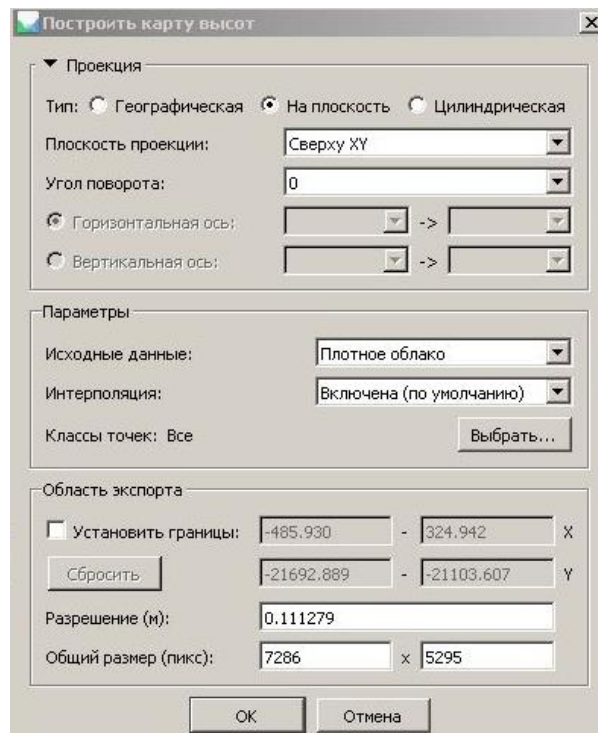 Построить карту высот
Проекция
Тип: Географическая На плоскость Цилиндрическая
Плоскость проекции: Сверху XY
Угол поворота: 0
Горизонтальная ось: ->
Вертикальная ось: ->
Параметры
Исходные данные: Плотное облако
Интерполяция: Включена (по умолчанию)
Классы точек: Все Выбрать...
Область экспорта
Установить границы: -485.930 - 324.942 X
Сбросить -21692.889 - -21103.607 Y
Разрешение (м): 0.111279
Общий размер (пикс): 7286 x 5295
OK Отмена